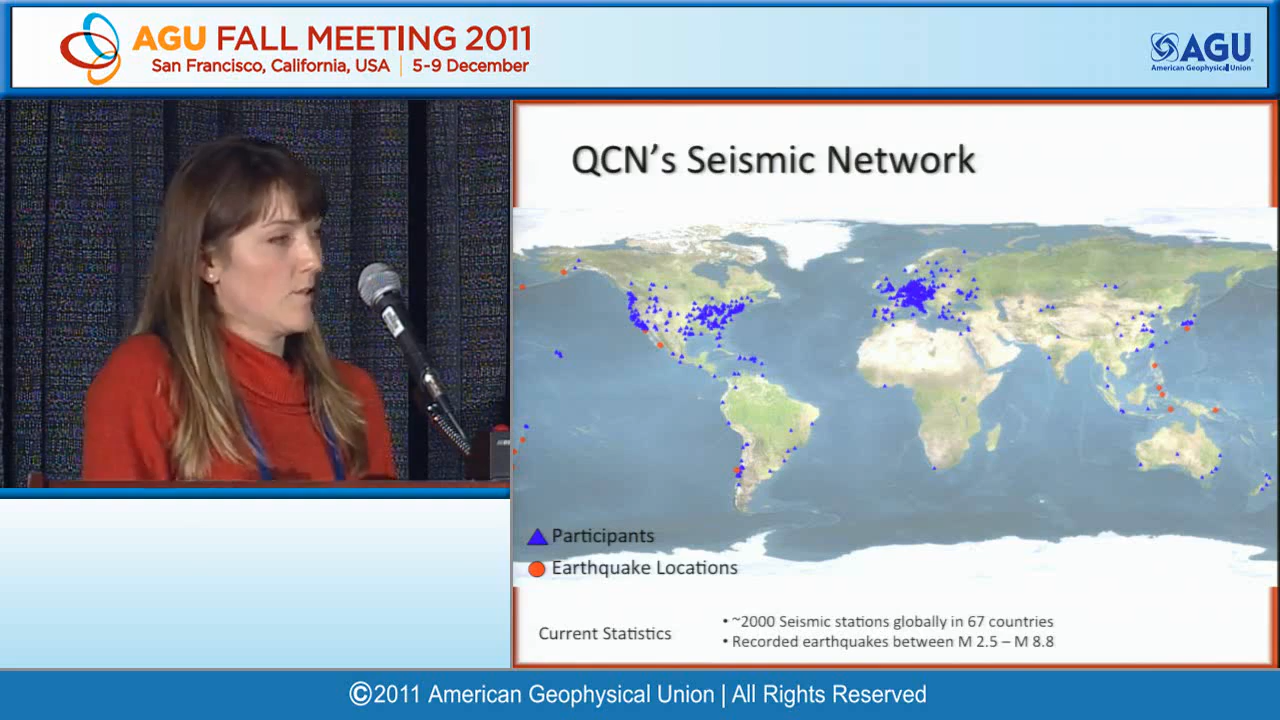 AGU FALL MEETING 2011
San Francisco, California, USA | 5-9 December
AGU
American Geophysical Union
QCN's Seismic Network
Participants
Earthquake Locations
Current Statistics
• ~2000 Seismic stations globally in 67 countries
• Recorded earthquakes between M 2.5 – M 8.8
©2011 American Geophysical Union | All Rights Reserved